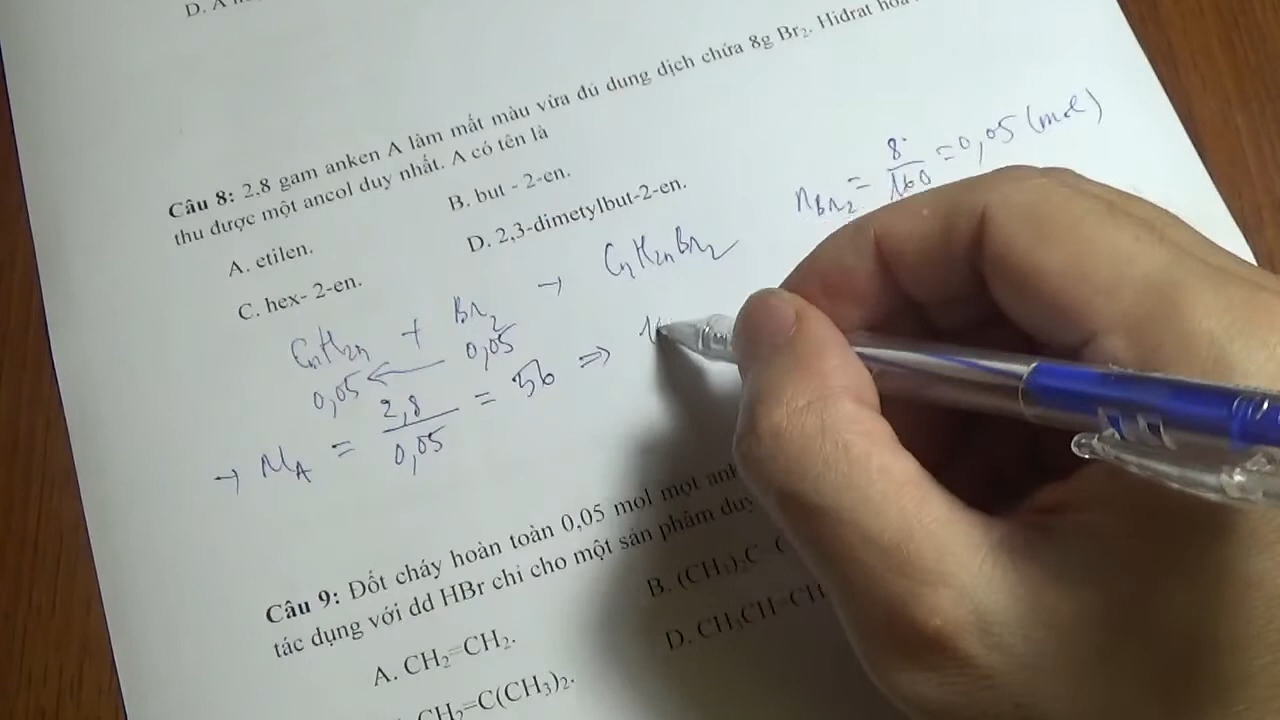 D. A
Câu 8: 2.8 gam anken A làm mất màu vừa đủ dung dịch chứa 8g Br₂. Hidrat hóa
thu được một ancol duy nhất. A có tên là
A. etilen.
B. but - 2-en.
C. hex- 2-en.
D. 2,3-dimetylbut-2-en.
n_Br₂ = 8/160 = 0,05 (mol)
CnH2n + Br₂ → CnH2nBr₂
0,05 ← 0,05
→ M_A = 2,8/0,05 = 56 ⇒
Câu 9: Đốt cháy hoàn toàn 0,05 mol một
tác dụng với dd HBr chỉ cho một sản phẩm duy
A. CH₂=CH₂.
B. (CH₃)₂C
CH₂=C(CH₃)₂.
D. CH₃CH=CH